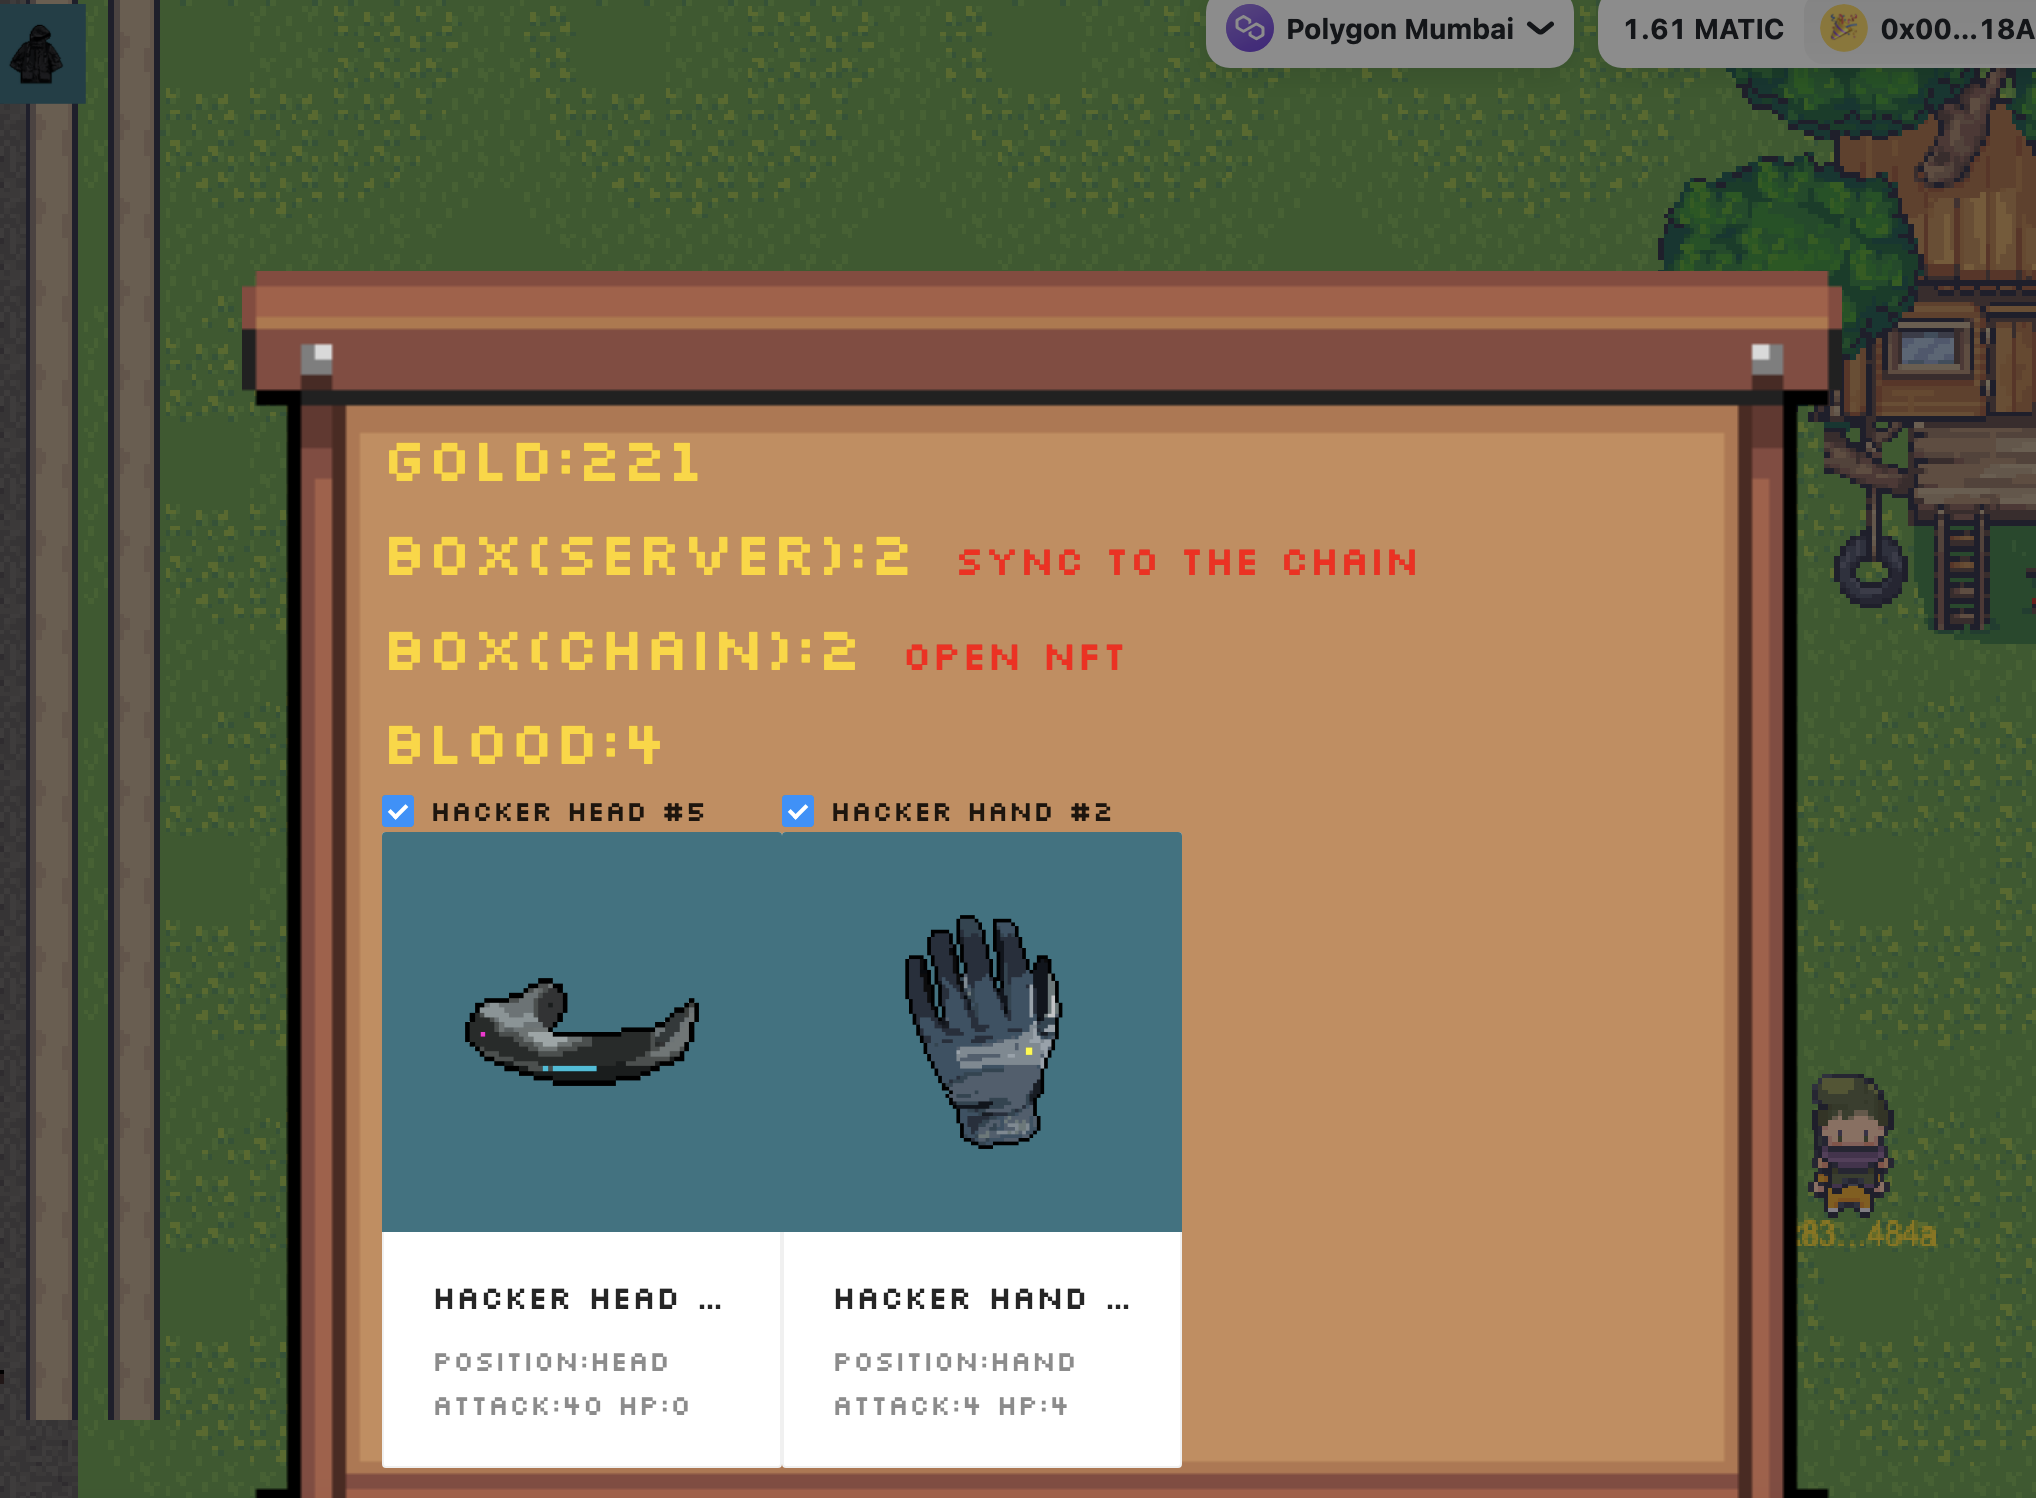 Polygon Mumbai 1.61 MATIC 0x00...18A
GOLD:221
BOX(SERVER):2 SYNC TO THE CHAIN
BOX(CHAIN):2 OPEN NFT
BLOOD:4
HACKER HEAD #5 HACKER HAND #2
HACKER HEAD ... HACKER HAND ...
POSITION:HEAD POSITION:HAND
ATTACK:40 HP:0 ATTACK:4 HP:4
83...484a